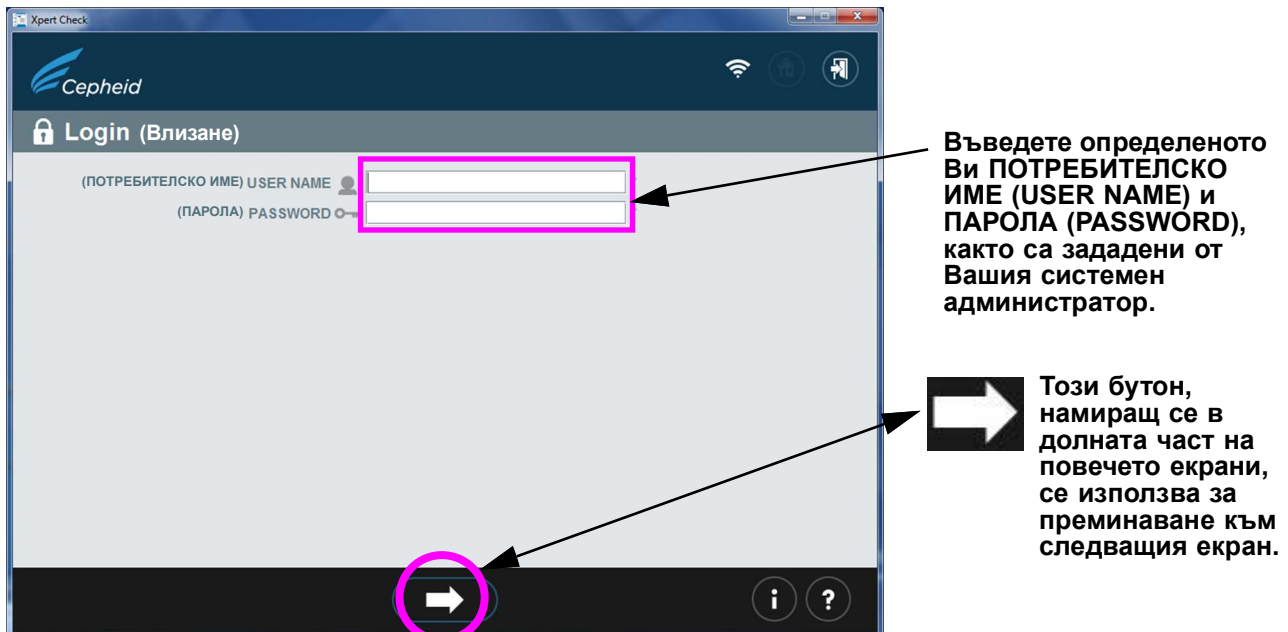 Xpert Check
Cepheid
Login (Влизане)
(ПОТРЕБИТЕЛСКО ИМЕ) USER NAME
(ПАРОЛА) PASSWORD
Въведете определеното
Ви ПОТРЕБИТЕЛСКО
ИМЕ (USER NAME) и
ПАРОЛА (PASSWORD),
както са зададени от
Вашия системен
администратор.
Този бутон,
намиращ се в
долната част на
повечето екрани,
се използва за
преминаване към
следващия екран.
i ?